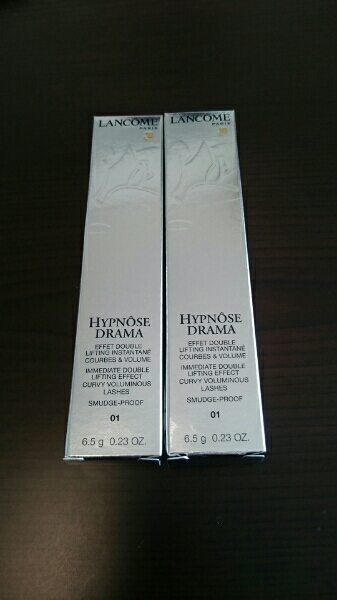 LANCÔME
PARIS
HYPNÔSE
DRAMA
EFFET DOUBLE
LIFTING INSTANTANÉ
COURBES & VOLUME
IMMEDIATE DOUBLE
LIFTING EFFECT
CURVY VOLUMINOUS
LASHES
SMUDGE-PROOF
01
6.5 g 0.23 OZ.
LANCÔME
PARIS
HYPNÔSE
DRAMA
EFFET DOUBLE
LIFTING INSTANTANÉ
COURBES & VOLUME
IMMEDIATE DOUBLE
LIFTING EFFECT
CURVY VOLUMINOUS
LASHES
SMUDGE-PROOF
01
6.5 g 0.23 OZ.